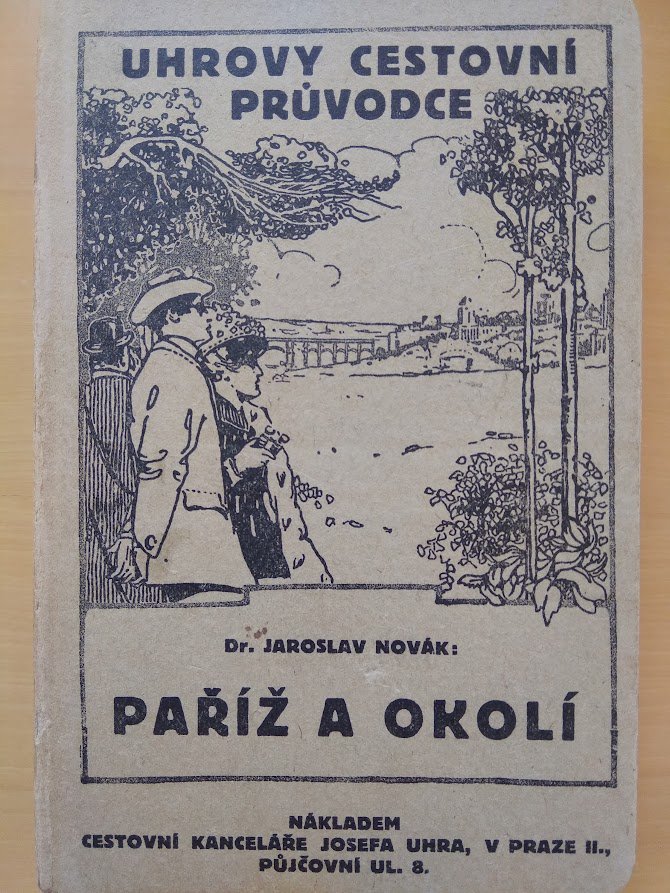 UHROVY CESTOVNÍ
PRŮVODCE
Dr. JAROSLAV NOVÁK:
PAŘÍŽ A OKOLÍ
NÁKLADEM
CESTOVNÍ KANCELÁŘE JOSEFA UHRA, V PRAZE II.,
PŮJČOVNÍ UL. 8.